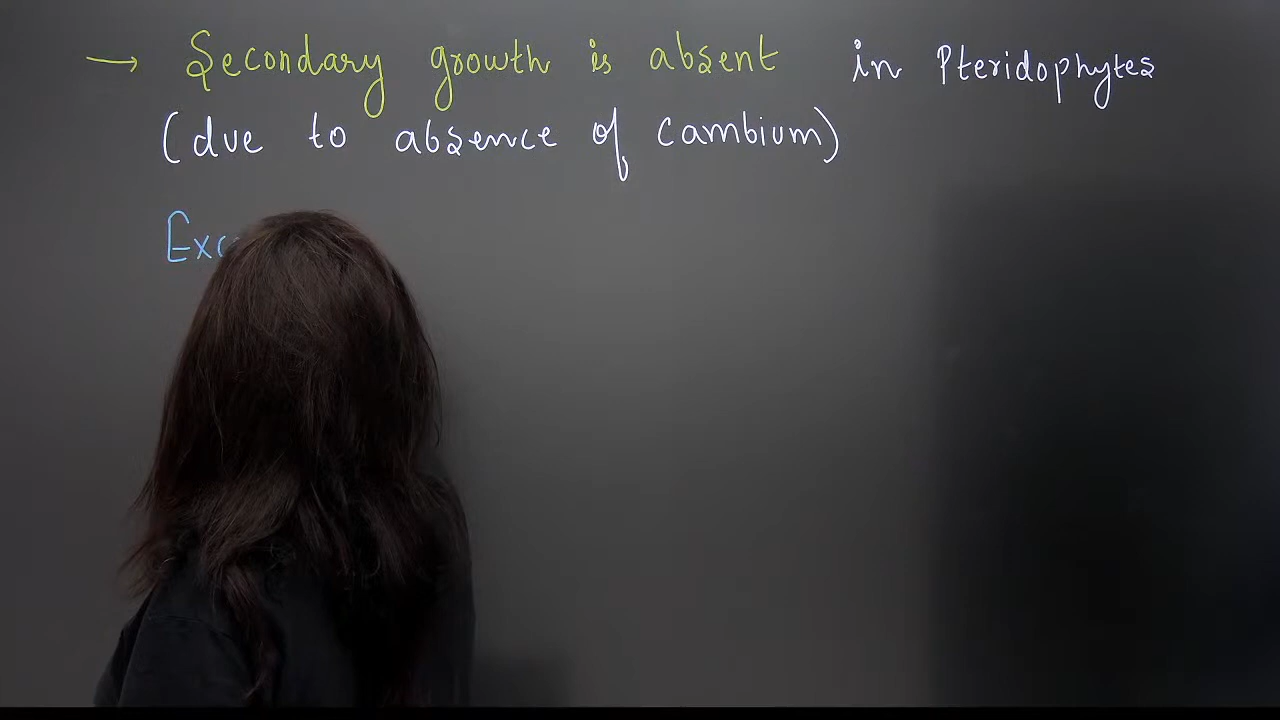 → Secondary growth is absent in Pteridophytes
(due to absence of cambium)